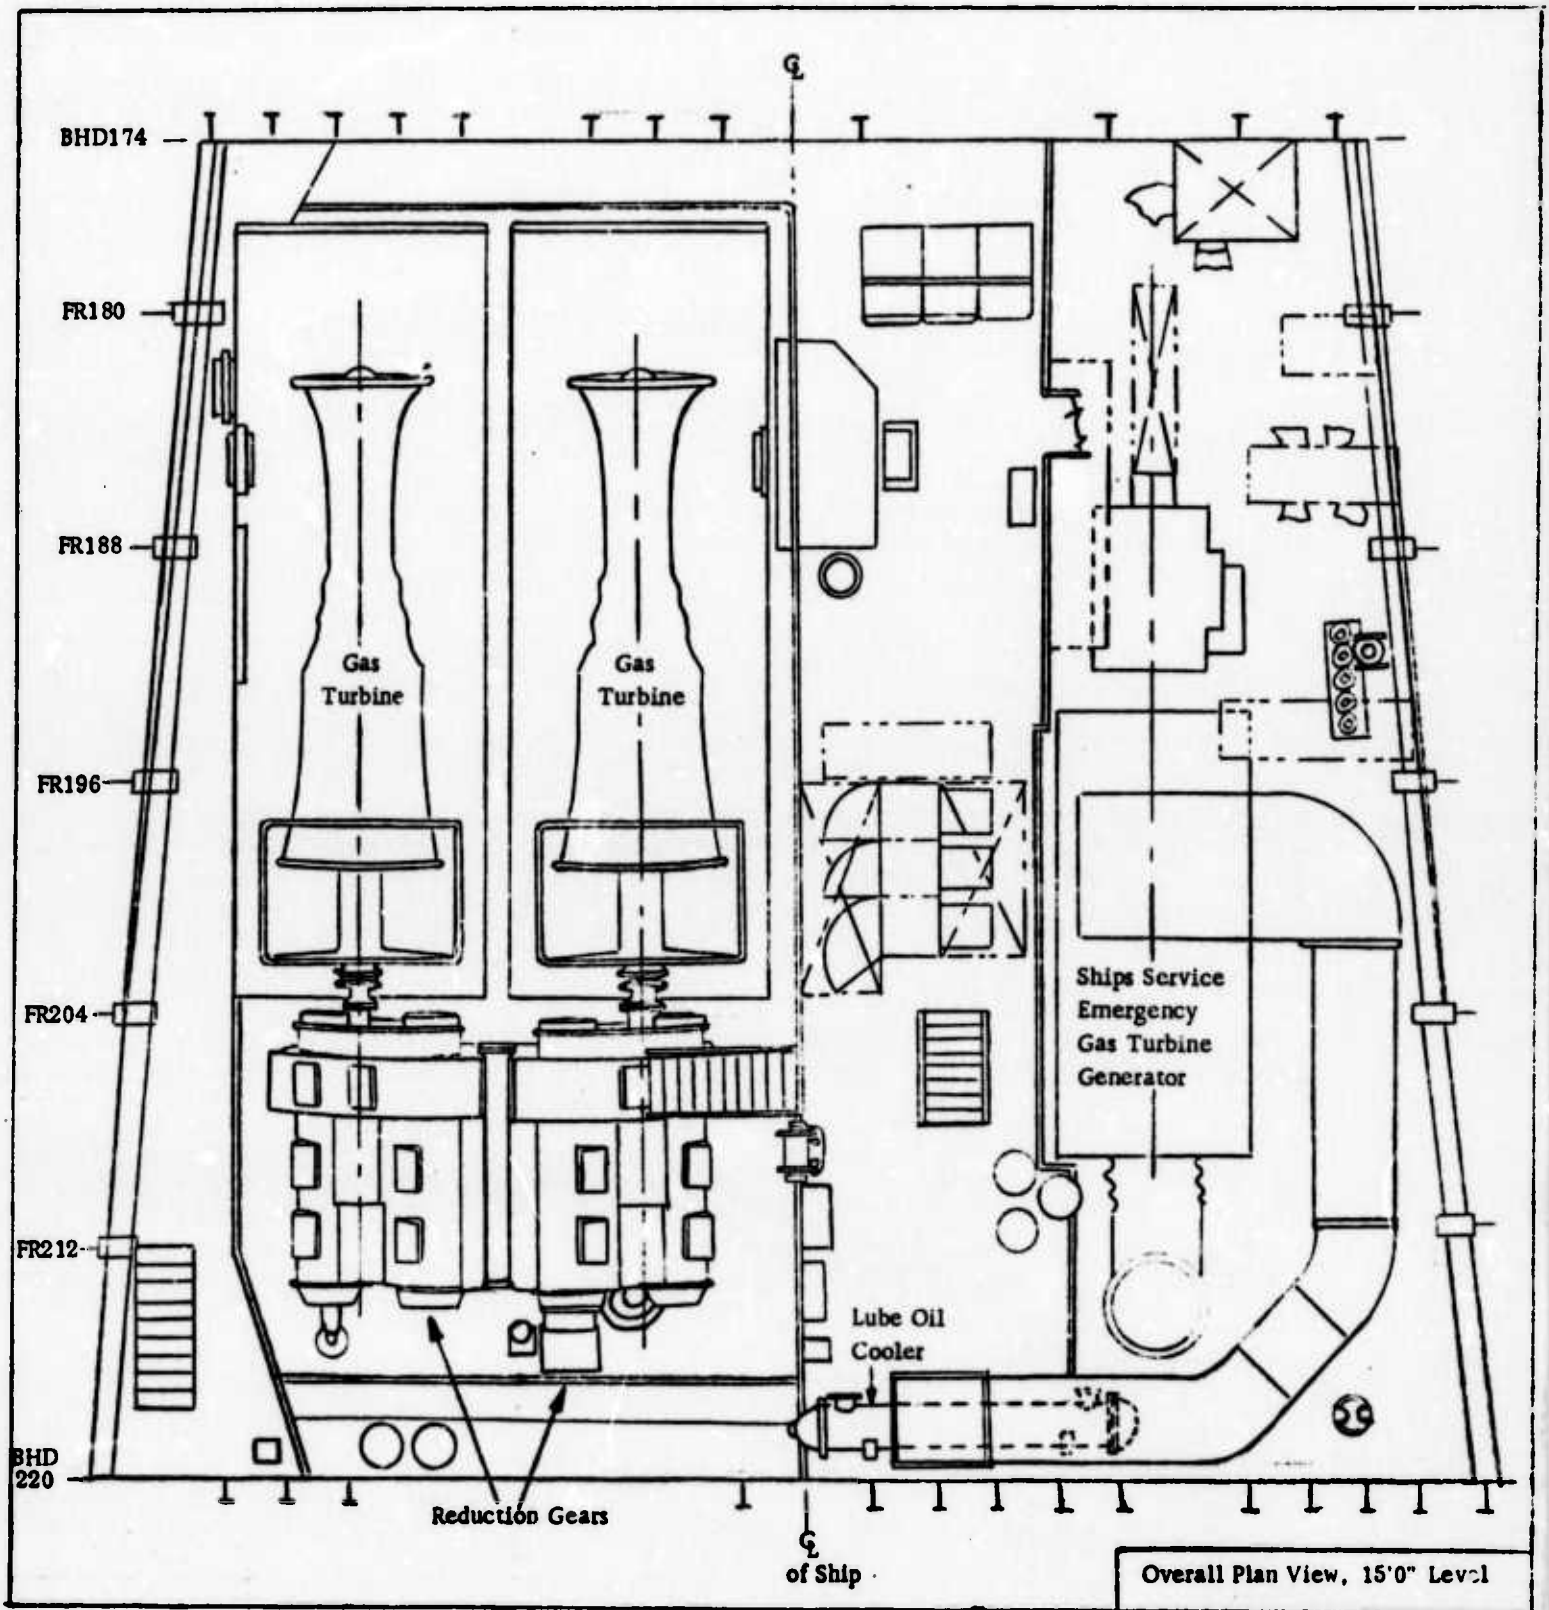 C̲L
BHD174
FR180
FR188
Gas
Turbine
Gas
Turbine
FR196
Ships Service
Emergency
Gas Turbine
Generator
FR204
FR212
Lube Oil
Cooler
BHD
220
Reduction Gears
C̲L
of Ship
Overall Plan View, 15'0" Level